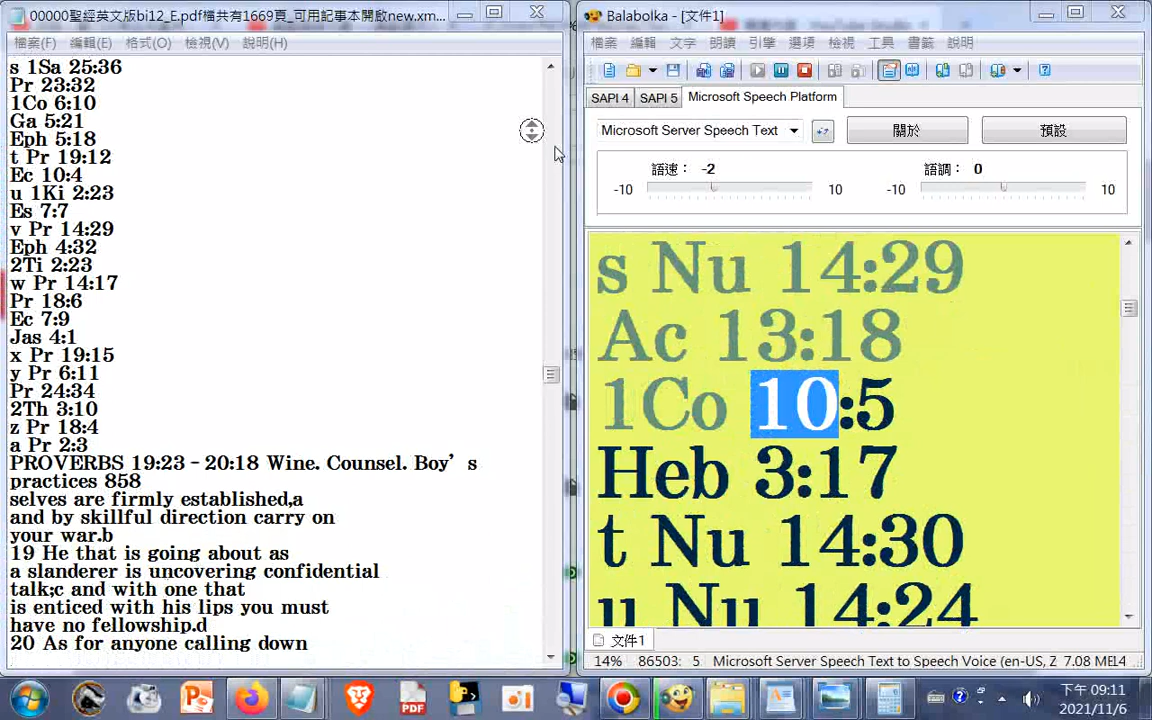 00000聖經英文版bi12_E.pdf檔共有1669頁_可用記事本開啟new.xm...
檔案(F) 編輯(E) 格式(O) 檢視(V) 說明(H)
s 1Sa 25:36
Pr 23:32
1Co 6:10
Ga 5:21
Eph 5:18
t Pr 19:12
Ec 10:4
u 1Ki 2:23
Es 7:7
v Pr 14:29
Eph 4:32
2Ti 2:23
w Pr 14:17
Pr 18:6
Ec 7:9
Jas 4:1
x Pr 19:15
y Pr 6:11
Pr 24:34
2Th 3:10
z Pr 18:4
a Pr 2:3
PROVERBS 19:23 – 20:18 Wine. Counsel. Boy’s
practices 858
selves are firmly established,a
and by skillful direction carry on
your war.b
19 He that is going about as
a slanderer is uncovering confidential
talk;c and with one that
is enticed with his lips you must
have no fellowship.d
20 As for anyone calling down
Balabolka - [文件1]
檔案 編輯 文字 朗讀 引擎 選項 檢視 工具 書籤 說明
SAPI 4 SAPI 5 Microsoft Speech Platform
Microsoft Server Speech Text 關於 預設
語速： -2 語調： 0
-10 10 -10 10
s Nu 14:29
Ac 13:18
1Co 10:5
Heb 3:17
t Nu 14:30
u Nu 14:24
文件1
14% 86503: 5 Microsoft Server Speech Text to Speech Voice (en-US, Z 7.08 ME14
PDF
下午 09:11
2021/11/6